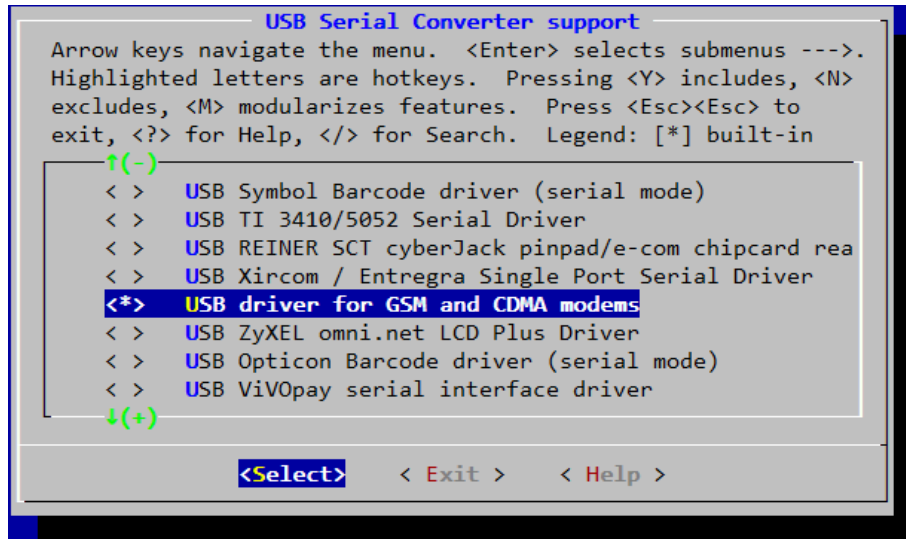 USB Serial Converter support
Arrow keys navigate the menu.  <Enter> selects submenus --->.
Highlighted letters are hotkeys.  Pressing <Y> includes, <N>
excludes, <M> modularizes features.  Press <Esc><Esc> to
exit, <?> for Help, </> for Search.  Legend: [*] built-in
↑(-)
< > USB Symbol Barcode driver (serial mode)
< > USB TI 3410/5052 Serial Driver
< > USB REINER SCT cyberJack pinpad/e-com chipcard rea
< > USB Xircom / Entregra Single Port Serial Driver
<*> USB driver for GSM and CDMA modems
< > USB ZyXEL omni.net LCD Plus Driver
< > USB Opticon Barcode driver (serial mode)
< > USB ViVOpay serial interface driver
↓(+)
<Select> < Exit > < Help >